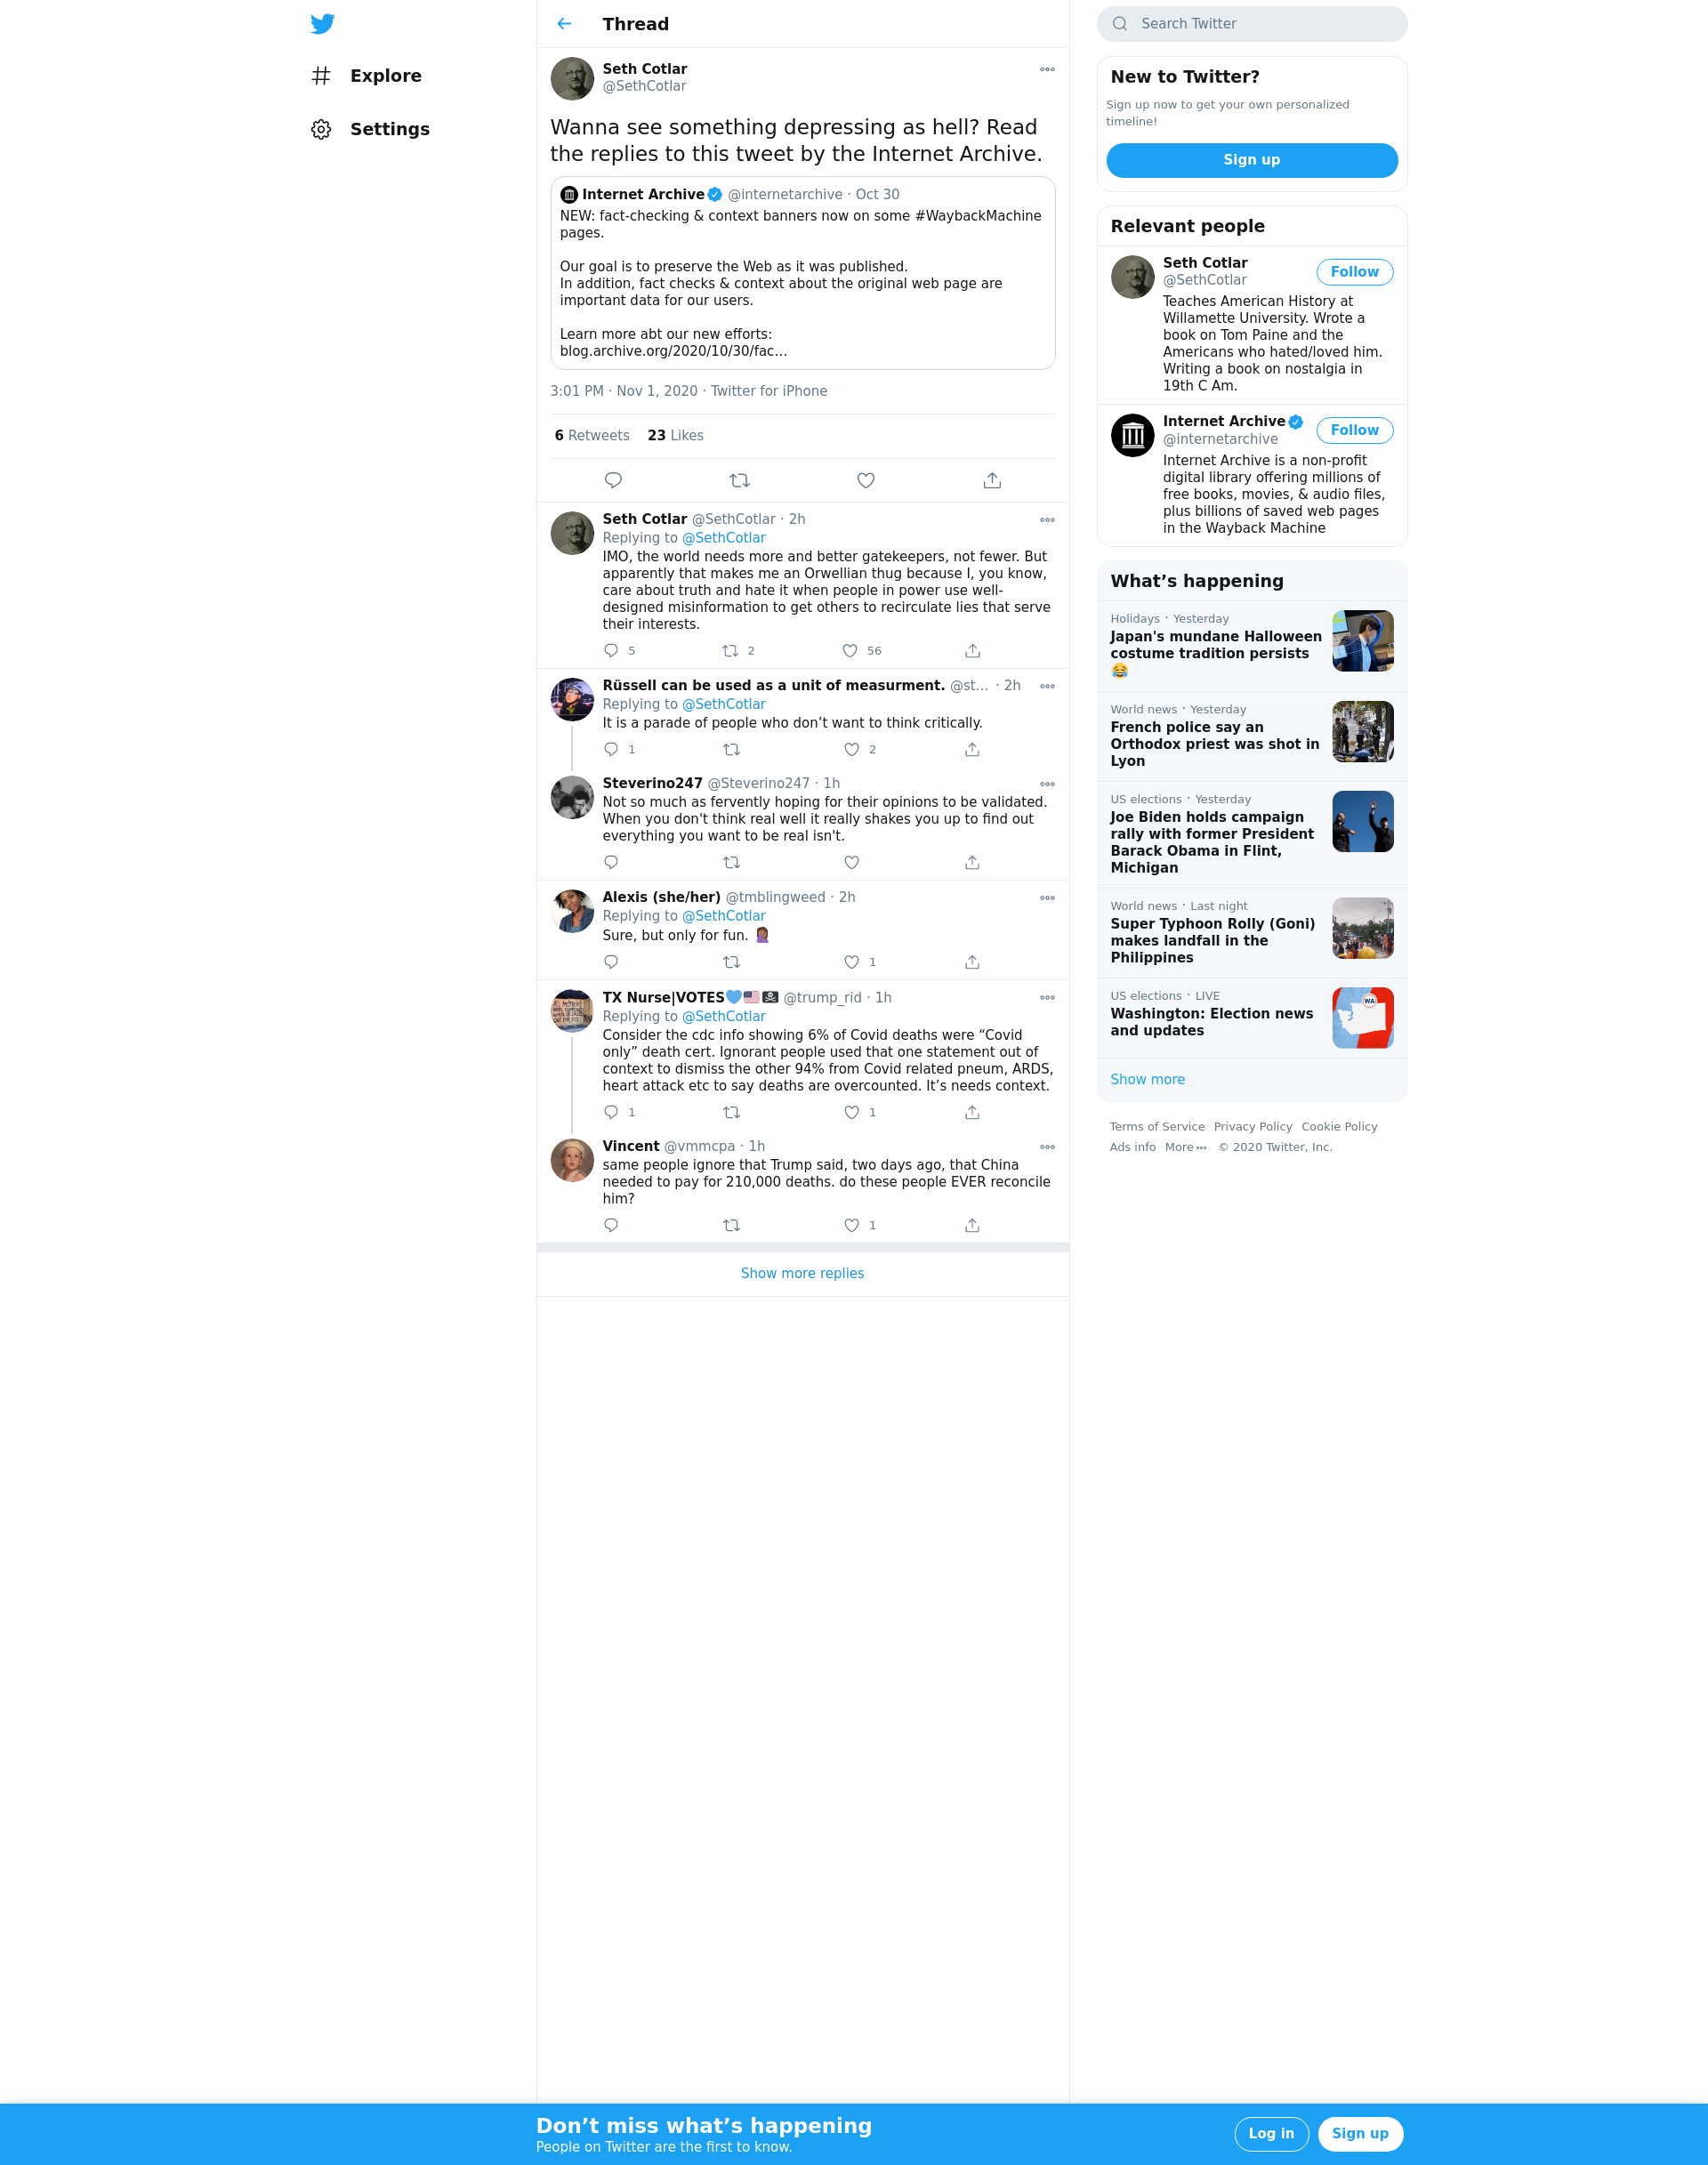 Explore
Settings
Thread
Seth Cotlar
@SethCotlar
Wanna see something depressing as hell? Read
the replies to this tweet by the Internet Archive.
Internet Archive @internetarchive · Oct 30
NEW: fact-checking & context banners now on some #WaybackMachine
pages.
Our goal is to preserve the Web as it was published.
In addition, fact checks & context about the original web page are
important data for our users.
Learn more abt our new efforts:
blog.archive.org/2020/10/30/fac…
3:01 PM · Nov 1, 2020 · Twitter for iPhone
6 Retweets 23 Likes
Seth Cotlar @SethCotlar · 2h
Replying to @SethCotlar
IMO, the world needs more and better gatekeepers, not fewer. But
apparently that makes me an Orwellian thug because I, you know,
care about truth and hate it when people in power use well-
designed misinformation to get others to recirculate lies that serve
their interests.
5 2 56
Rüssell can be used as a unit of measurment. @st… · 2h
Replying to @SethCotlar
It is a parade of people who don’t want to think critically.
1 2
Steverino247 @Steverino247 · 1h
Not so much as fervently hoping for their opinions to be validated.
When you don't think real well it really shakes you up to find out
everything you want to be real isn't.
Alexis (she/her) @tmblingweed · 2h
Replying to @SethCotlar
Sure, but only for fun. 🤷🏾‍♀️
1
TX Nurse|VOTES💙🇺🇸🏴‍☠️ @trump_rid · 1h
Replying to @SethCotlar
Consider the cdc info showing 6% of Covid deaths were “Covid
only” death cert. Ignorant people used that one statement out of
context to dismiss the other 94% from Covid related pneum, ARDS,
heart attack etc to say deaths are overcounted. It’s needs context.
1 1
Vincent @vmmcpa · 1h
same people ignore that Trump said, two days ago, that China
needed to pay for 210,000 deaths. do these people EVER reconcile
him?
1
Show more replies
Search Twitter
New to Twitter?
Sign up now to get your own personalized
timeline!
Sign up
Relevant people
Seth Cotlar
@SethCotlar
Follow
Teaches American History at
Willamette University. Wrote a
book on Tom Paine and the
Americans who hated/loved him.
Writing a book on nostalgia in
19th C Am.
Internet Archive
@internetarchive
Follow
Internet Archive is a non-profit
digital library offering millions of
free books, movies, & audio files,
plus billions of saved web pages
in the Wayback Machine
What’s happening
Holidays · Yesterday
Japan's mundane Halloween
costume tradition persists
😂
World news · Yesterday
French police say an
Orthodox priest was shot in
Lyon
US elections · Yesterday
Joe Biden holds campaign
rally with former President
Barack Obama in Flint,
Michigan
World news · Last night
Super Typhoon Rolly (Goni)
makes landfall in the
Philippines
US elections · LIVE
Washington: Election news
and updates
WA
Show more
Terms of Service Privacy Policy Cookie Policy
Ads info More © 2020 Twitter, Inc.
Don’t miss what’s happening
People on Twitter are the first to know.
Log in
Sign up